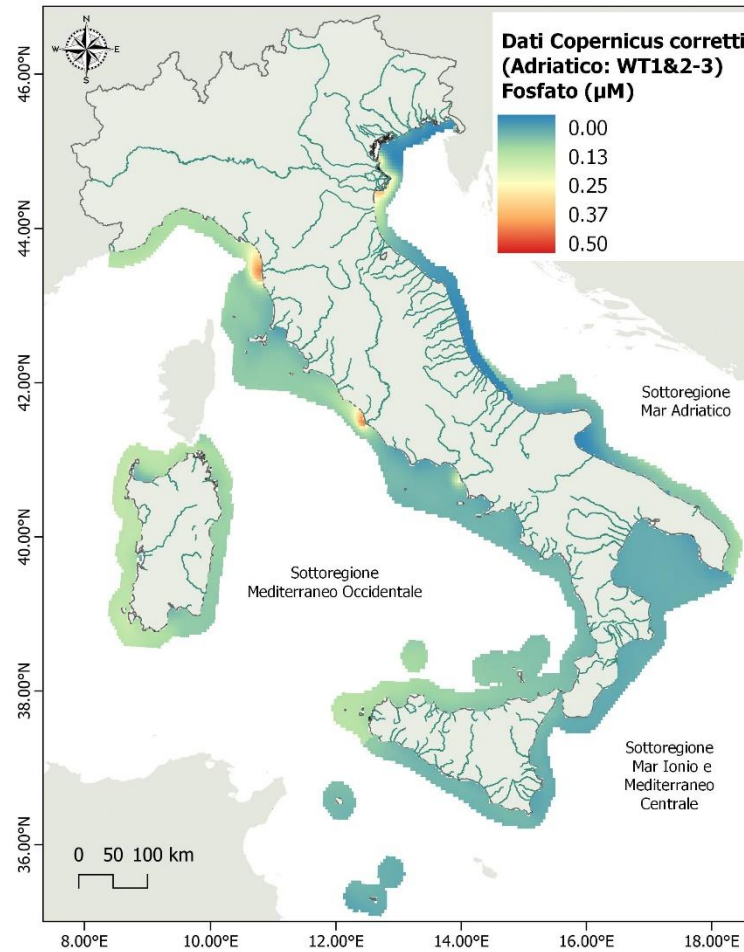 N
W
E
S
Dati Copernicus corretti
(Adriatico: WT1&2-3)
Fosfato (µM)
0.00
0.13
0.25
0.37
0.50
46.00°N
44.00°N
42.00°N
40.00°N
38.00°N
36.00°N
Sottoregione
Mar Adriatico
Sottoregione
Mediterraneo Occidentale
Sottoregione
Mar Ionio e
Mediterraneo
Centrale
0 50 100 km
8.00°E 10.00°E 12.00°E 14.00°E 16.00°E 18.00°E